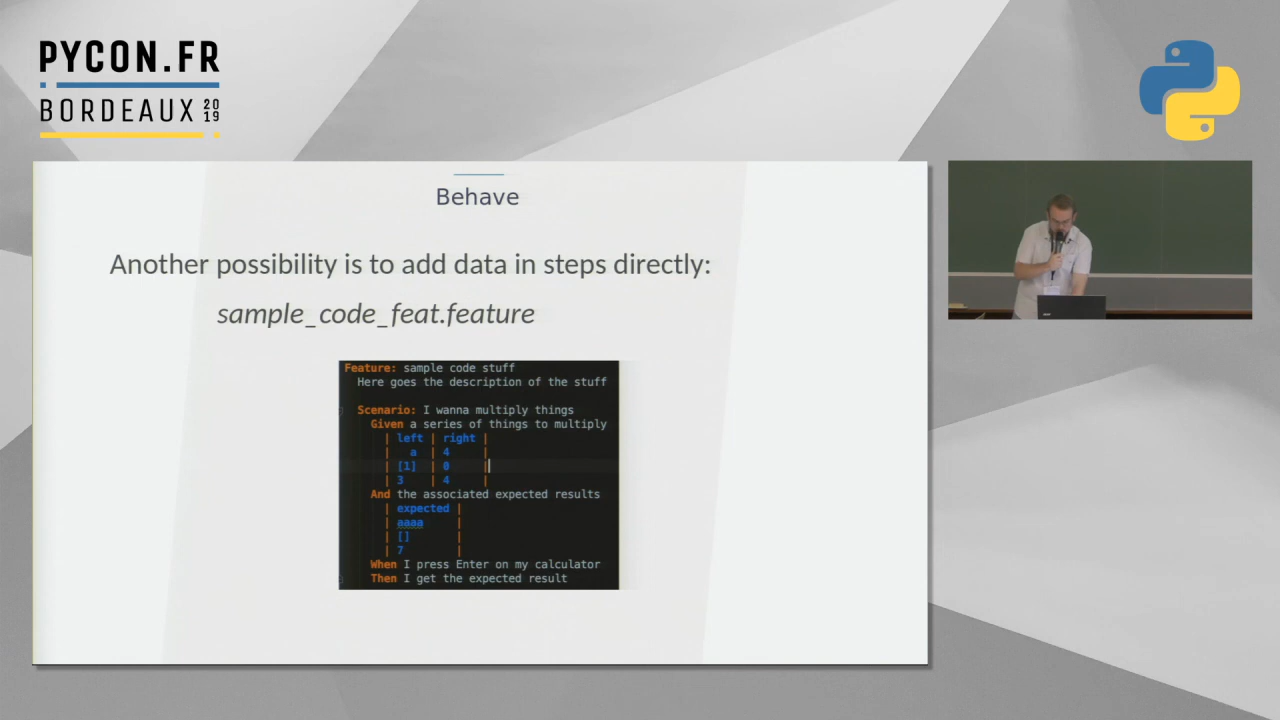 PYCON.FR
BORDEAUX 20 19
Behave
Another possibility is to add data in steps directly:
sample_code_feat.feature
Feature: sample code stuff
Here goes the description of the stuff
Scenario: I wanna multiply things
Given a series of things to multiply
| left | right |
| a | 4 |
| [1] | 0 |
| 3 | 4 |
And the associated expected results
| expected |
| aaaa |
| [] |
| 7 |
When I press Enter on my calculator
Then I get the expected result